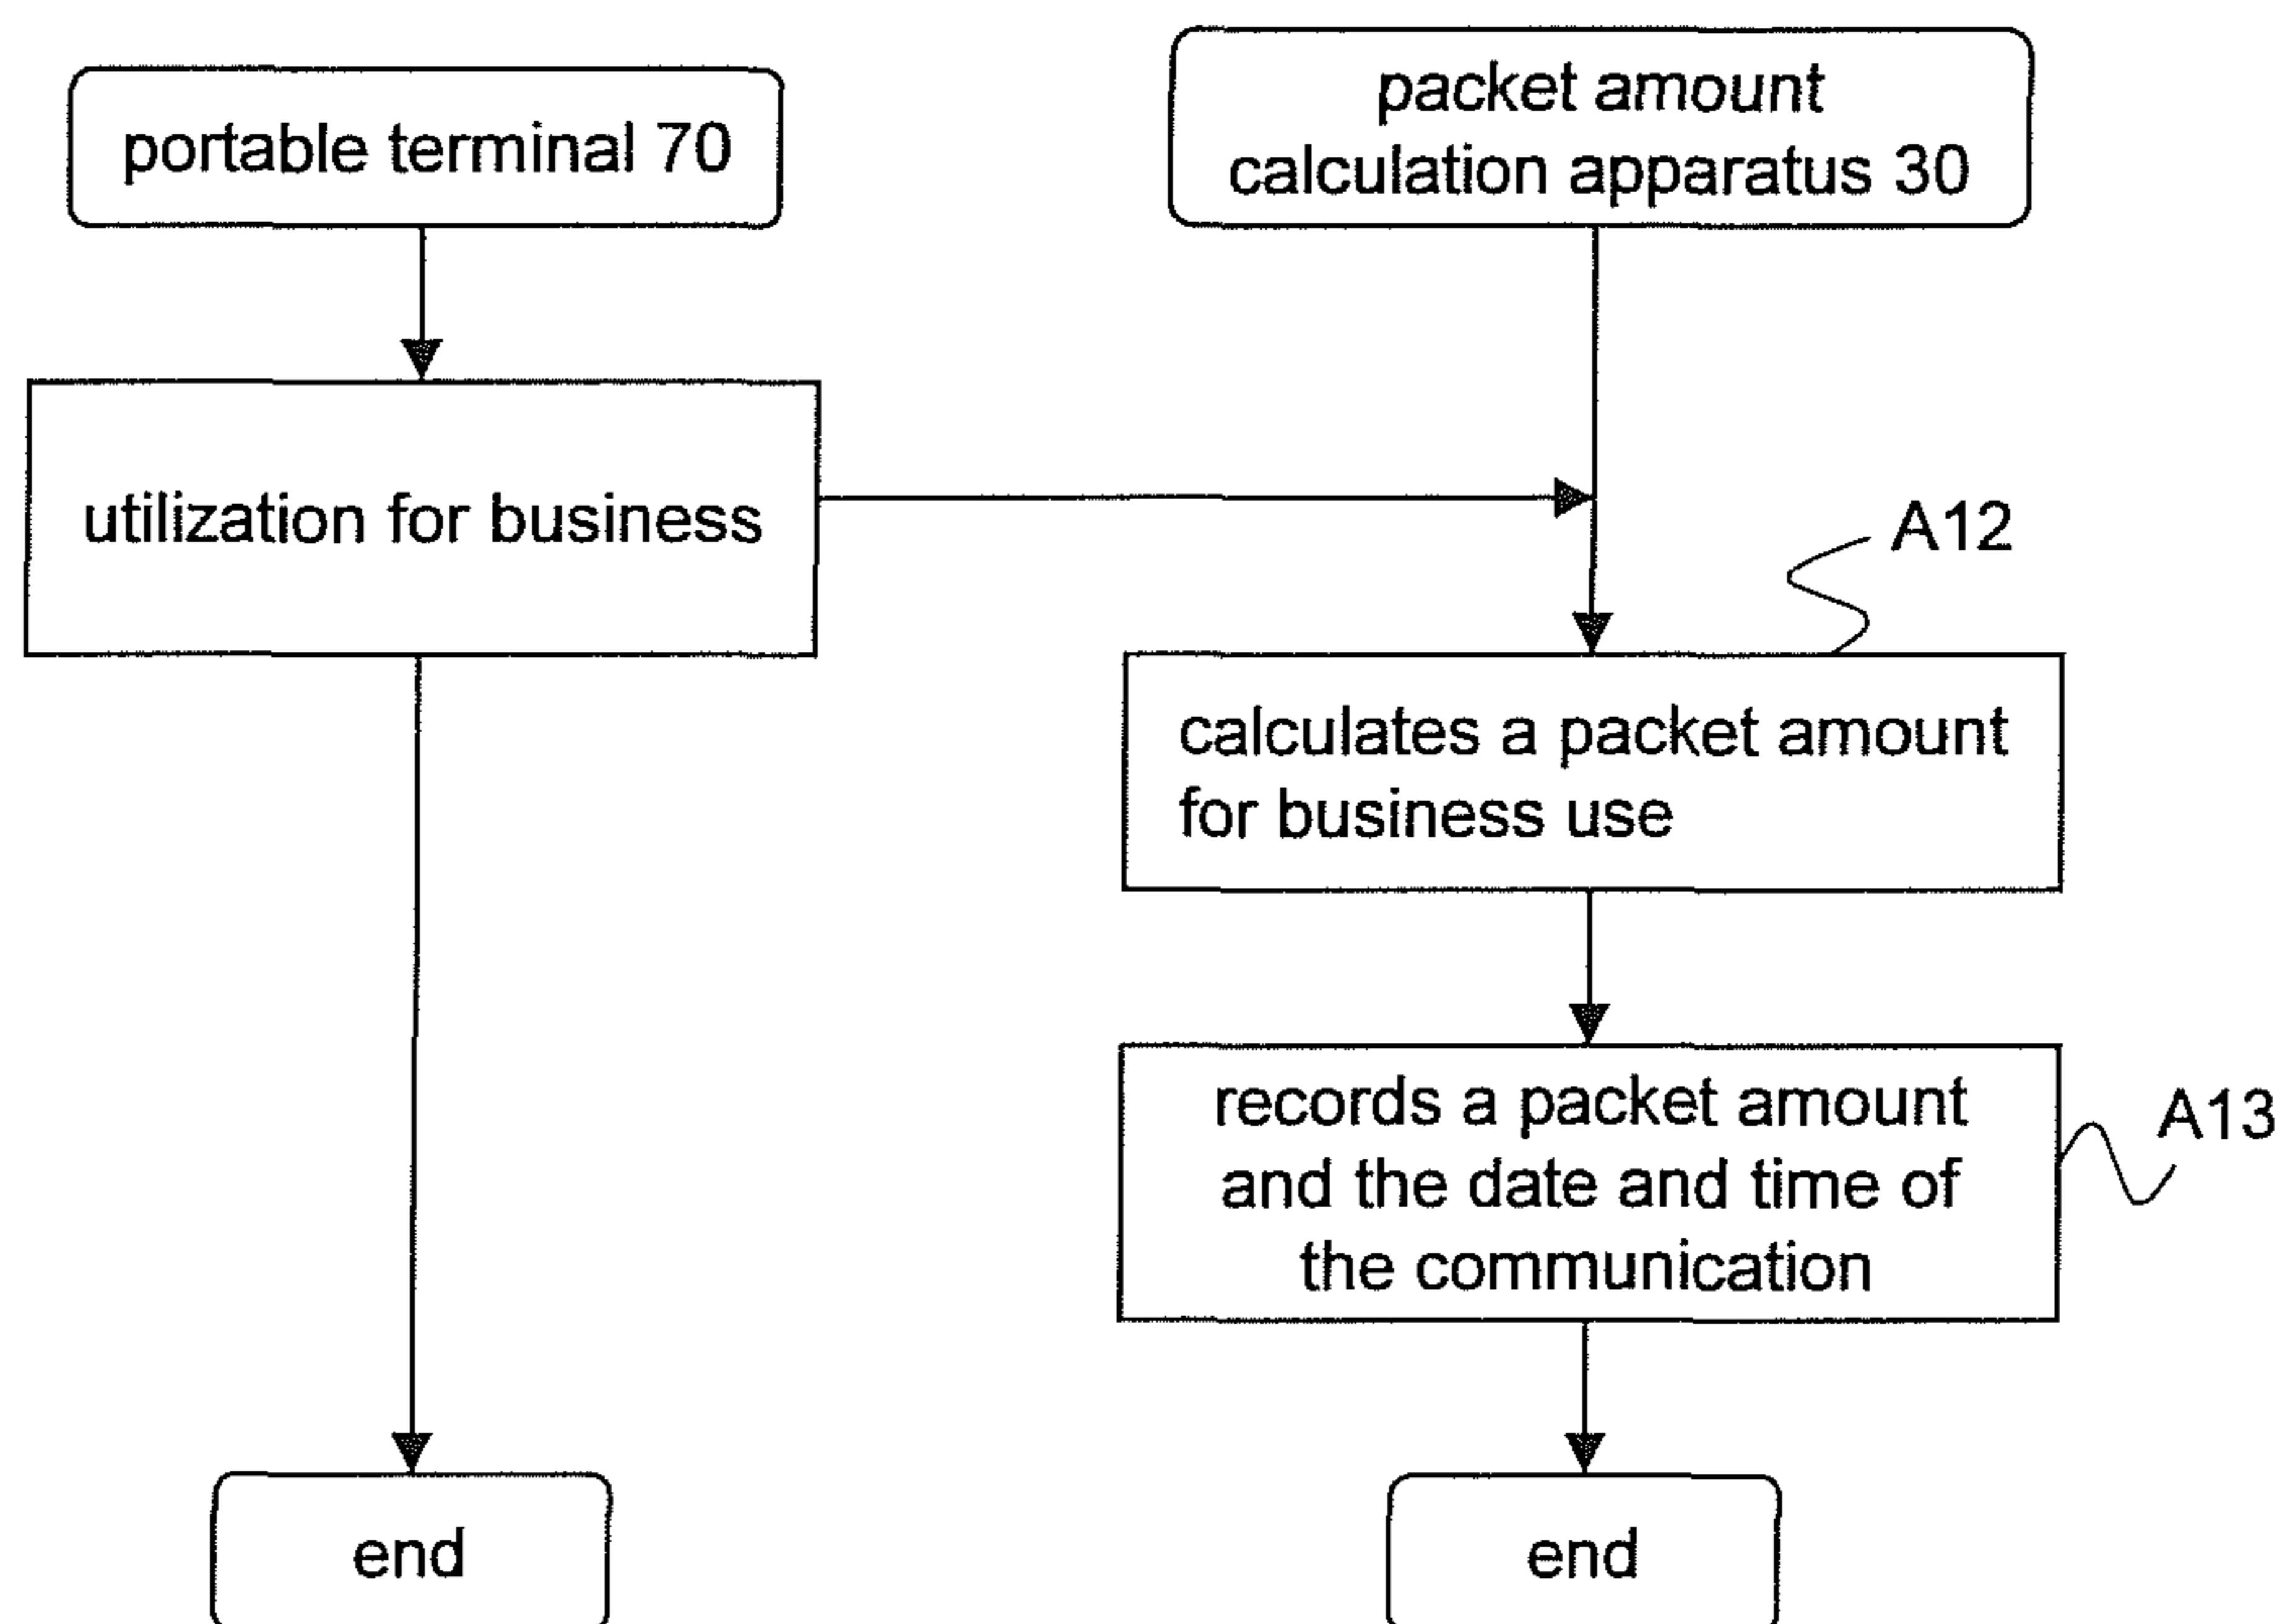 portable terminal 70
packet amount
calculation apparatus 30
utilization for business
A12
calculates a packet amount
for business use
records a packet amount
and the date and time of
the communication
A13
end
end